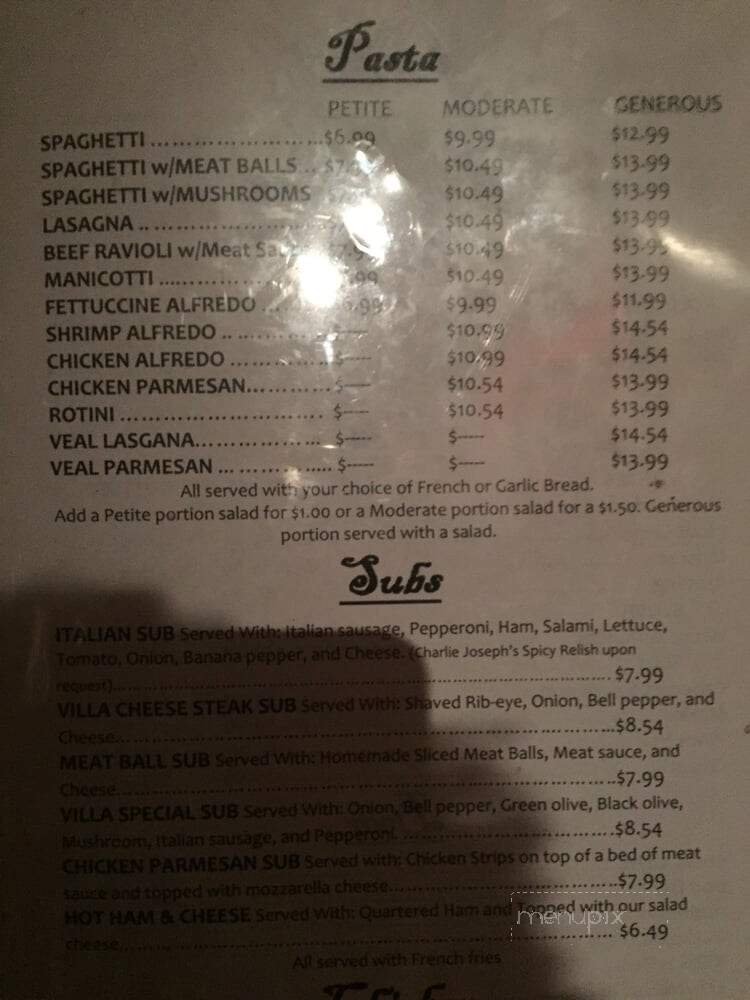 Pasta
PETITE MODERATE GENEROUS
SPAGHETTI ........................$6.99 $9.99 $12.99
SPAGHETTI w/MEAT BALLS .. $10.49 $13.99
SPAGHETTI w/MUSHROOMS $10.49 $13.99
LASAGNA .. ........................ $10.49 $13.99
BEEF RAVIOLI w/Meat $10.49 $13.99
MANICOTTI ...................... $10.49 $13.99
FETTUCCINE ALFREDO .... $9.99 $11.99
SHRIMP ALFREDO .. ............ $---- $10.99 $14.54
CHICKEN ALFREDO .............. $---- $10.99 $14.54
CHICKEN PARMESAN............ $---- $10.54 $13.99
ROTINI ............................. $---- $10.54 $13.99
VEAL LASGANA.................. $---- $---- $14.54
VEAL PARMESAN ... ............... $---- $---- $13.99
All served with your choice of French or Garlic Bread.
Add a Petite portion salad for $1.00 or a Moderate portion salad for a $1.50. Generous
portion served with a salad.
Subs
ITALIAN SUB Served With: Italian sausage, Pepperoni, Ham, Salami, Lettuce,
Tomato, Onion, Banana pepper, and Cheese. (Charlie Joseph's Spicy Relish upon
request)........................................................................ $7.99
VILLA CHEESE STEAK SUB Served With: Shaved Rib-eye, Onion, Bell pepper, and
Cheese........................................................................$8.54
MEAT BALL SUB Served With: Homemade Sliced Meat Balls, Meat sauce, and
Cheese........................................................................$7.99
VILLA SPECIAL SUB Served With: Onion, Bell pepper, Green olive, Black olive,
Mushroom, Italian sausage, and Pepperoni. ..............................$8.54
CHICKEN PARMESAN SUB Served with: Chicken Strips on top of a bed of meat
sauce and topped with mozzarella cheese....................................$7.99
HOT HAM & CHEESE Served With: Quartered Ham and Topped with our salad
cheese........................................................................ $6.49
All served with French fries
menupix